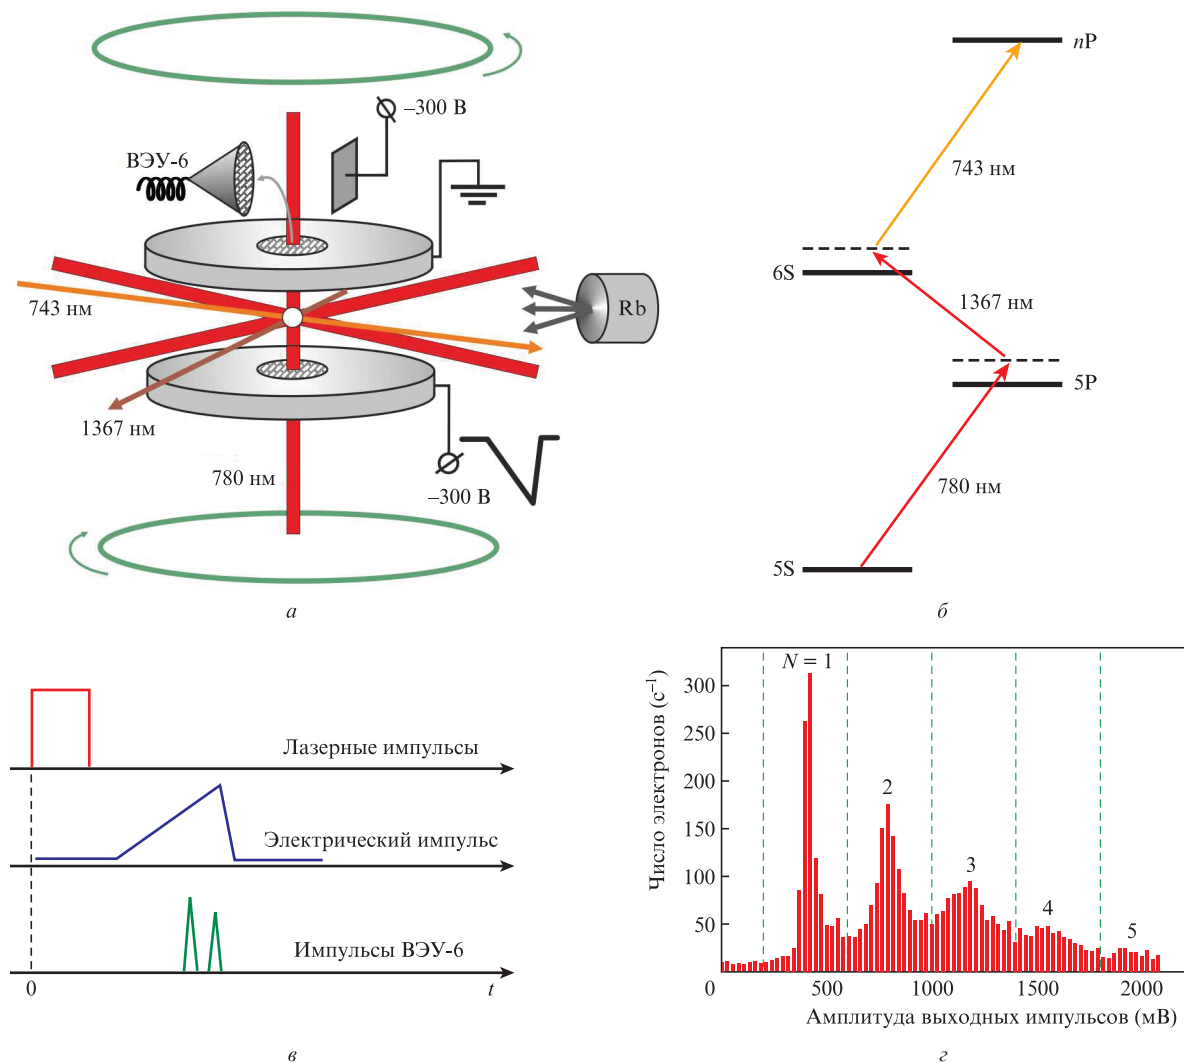 –300 В
ВЭУ-6
743 нм
Rb
1367 нм
780 нм
–300 В
а
nP
743 нм
6S
1367 нм
5P
780 нм
5S
б
Лазерные импульсы
Электрический импульс
Импульсы ВЭУ-6
0
t
в
N = 1
2
3
4
5
Число электронов (с⁻¹)
300
250
200
150
100
50
0
500
1000
1500
2000
Амплитуда выходных импульсов (мВ)
г